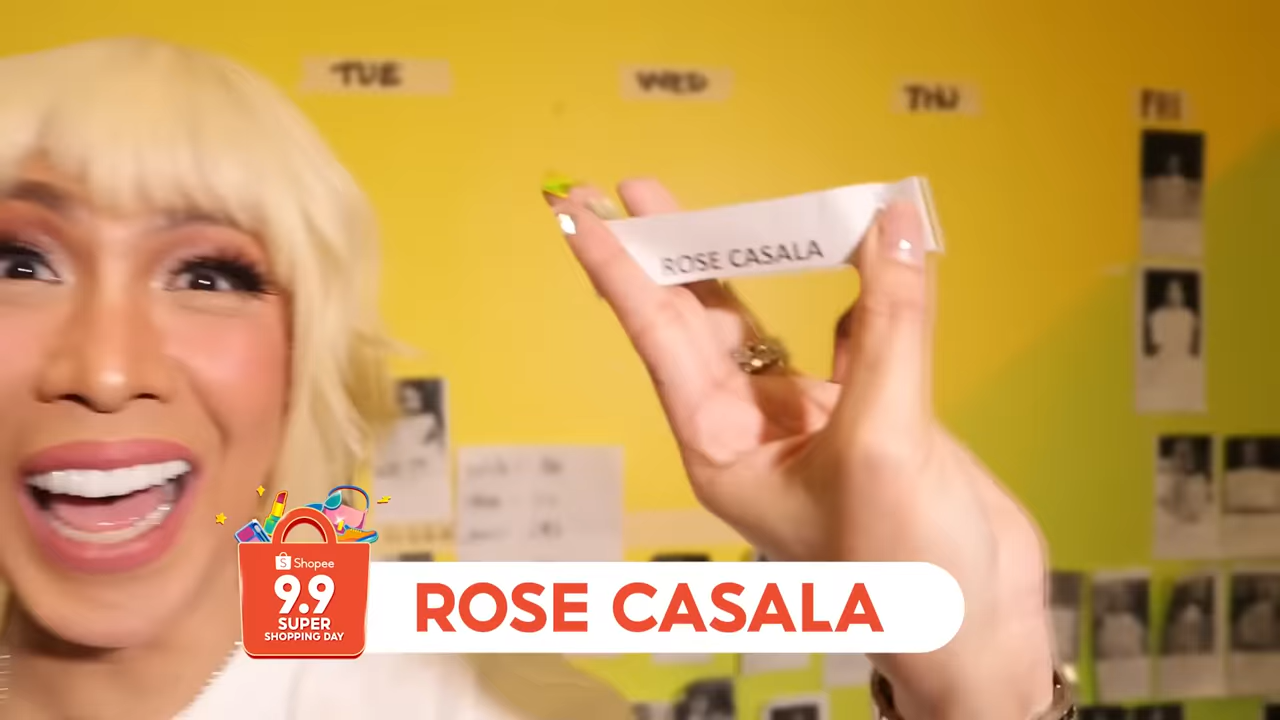 TUE
WED
THU
FRI
ROSE CASALA
Shopee
9.9
SUPER
SHOPPING DAY
ROSE CASALA